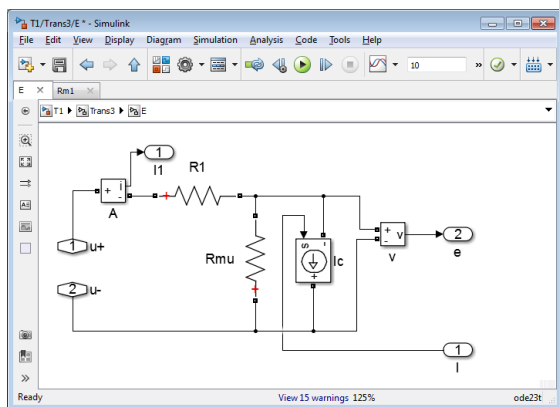 T1/Trans3/E * - Simulink
File Edit View Display Diagram Simulation Analysis Code Tools Help
10 »
E Rm1
T1 Trans3 E
1
I1
R1
+ i -
A
1 u+
2 u-
Rmu
s -
+
Ic
+ - v
v
2
e
1
I
A≡
»
Ready View 15 warnings 125% ode23t